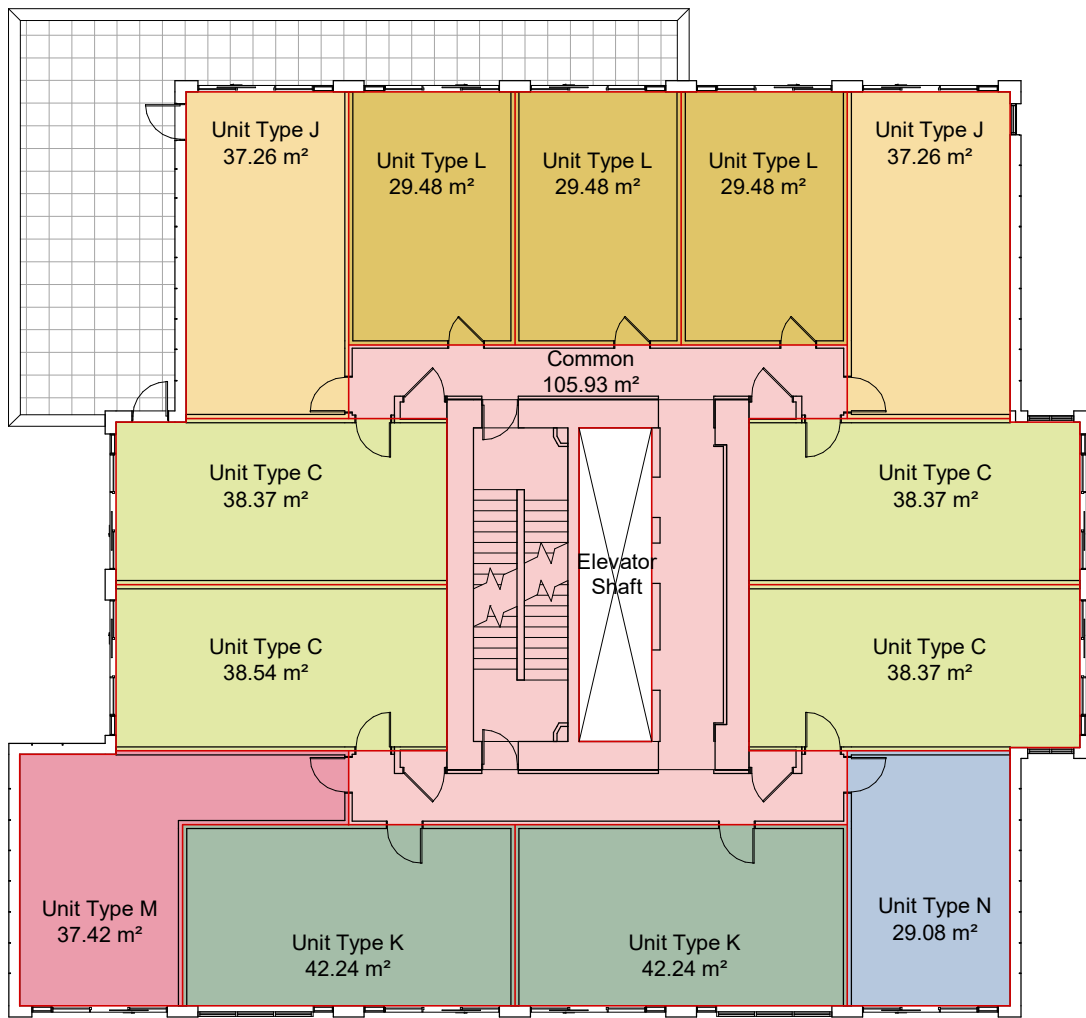 Unit Type J
37.26 m²
Unit Type L
29.48 m²
Unit Type L
29.48 m²
Unit Type L
29.48 m²
Unit Type J
37.26 m²
Common
105.93 m²
Unit Type C
38.37 m²
Unit Type C
38.37 m²
Elevator
Shaft
Unit Type C
38.54 m²
Unit Type C
38.37 m²
Unit Type M
37.42 m²
Unit Type K
42.24 m²
Unit Type K
42.24 m²
Unit Type N
29.08 m²